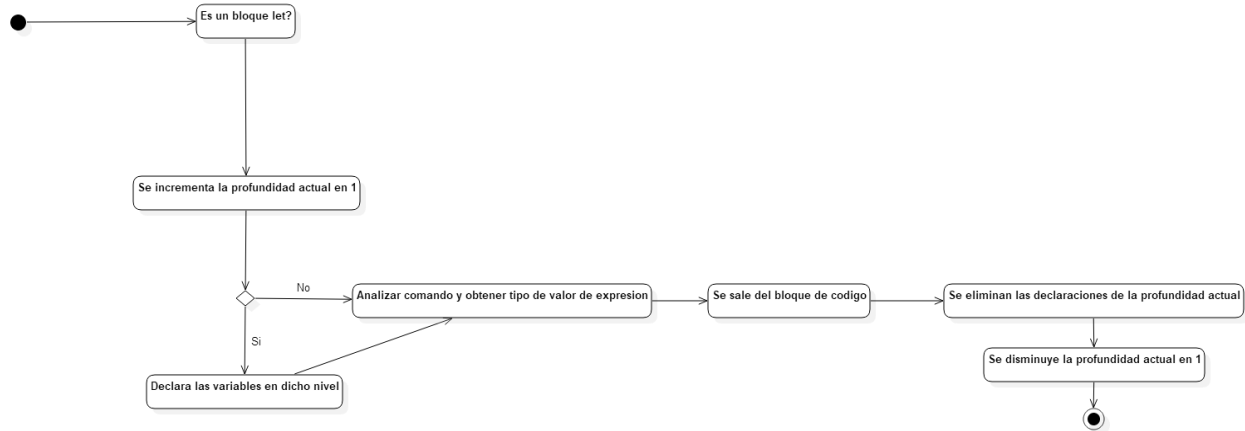 Es un bloque let?
Se incrementa la profundidad actual en 1
No
Analizar comando y obtener tipo de valor de expresion
Se sale del bloque de codigo
Se eliminan las declaraciones de la profundidad actual
Si
Se disminuye la profundidad actual en 1
Declara las variables en dicho nivel